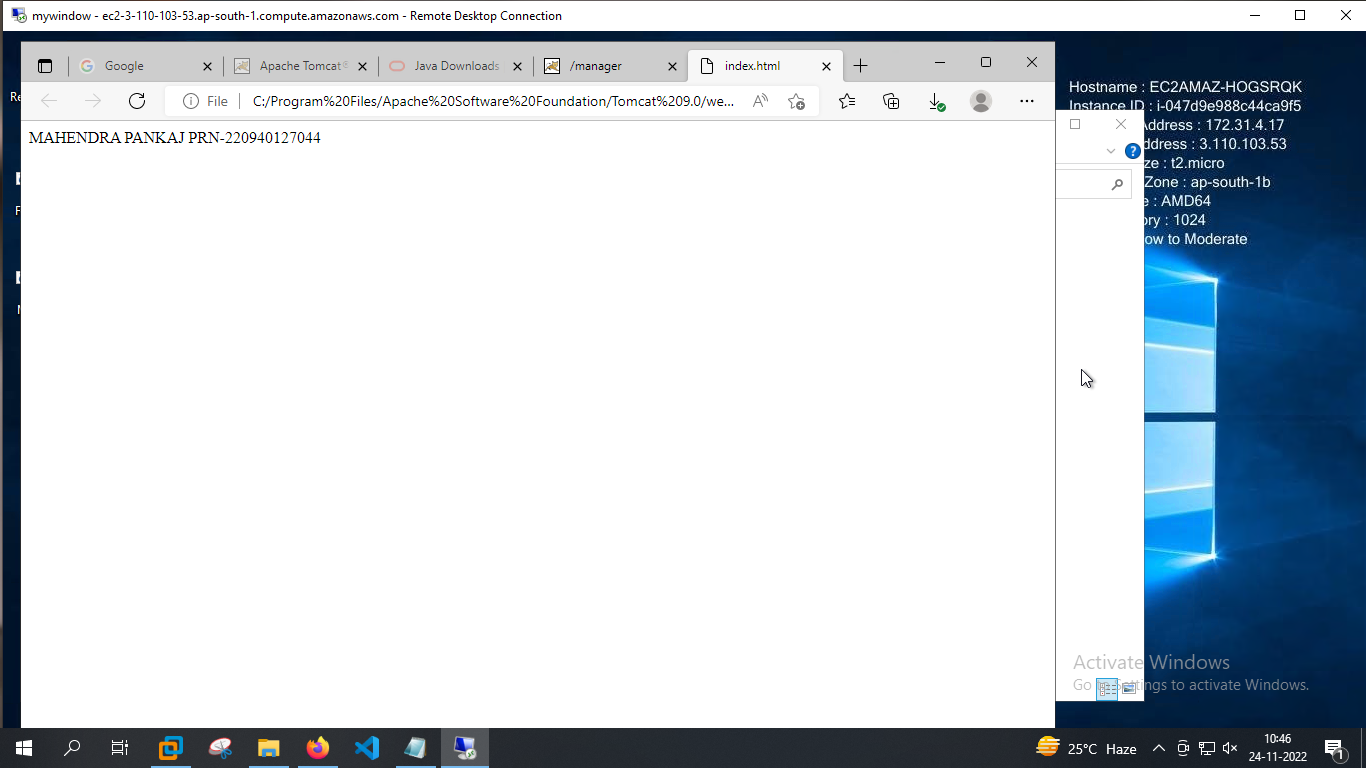 mywindow - ec2-3-110-103-53.ap-south-1.compute.amazonaws.com - Remote Desktop Connection
Google
Apache Tomcat
Java Downloads
/manager
index.html
File
C:/Program%20Files/Apache%20Software%20Foundation/Tomcat%209.0/we...
MAHENDRA PANKAJ PRN-220940127044
Hostname : EC2AMAZ-HOGSRQK
Instance ID : i-047d9e988c44ca9f5
Address : 172.31.4.17
ddress : 3.110.103.53
ze : t2.micro
Zone : ap-south-1b
e : AMD64
ory : 1024
ow to Moderate
Activate Windows
Go to Settings to activate Windows.
25°C Haze
10:46
24-11-2022
1